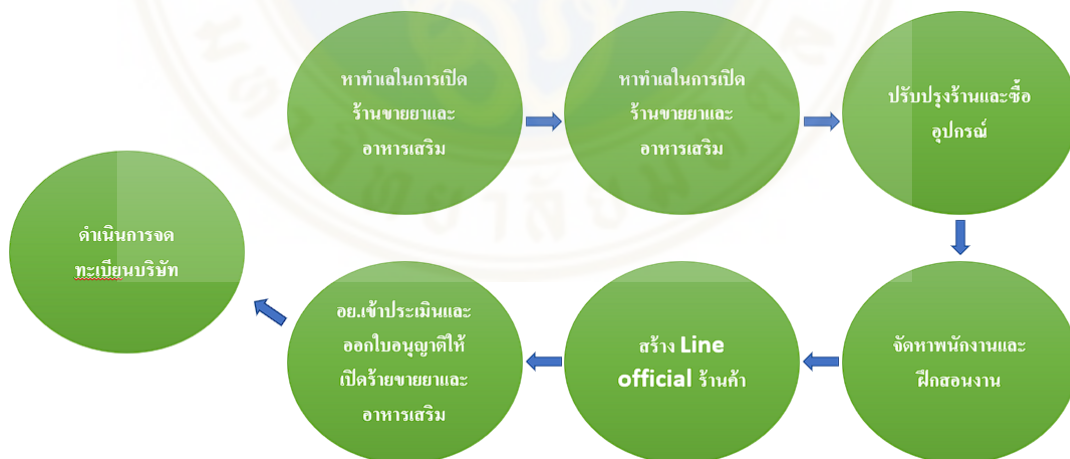 หาทำเลในการเปิด
ร้านขายยาและ
อาหารเสริม
หาทำเลในการเปิด
ร้านขายยาและ
อาหารเสริม
ปรับปรุงร้านและซื้อ
อุปกรณ์
จัดหาพนักงานและ
ฝึกสอนงาน
สร้าง Line
official ร้านค้า
อย.เข้าประเมินและ
ออกใบอนุญาติให้
เปิดร้ายขายยาและ
อาหารเสริม
ดำเนินการจด
ทะเบียนบริษัท